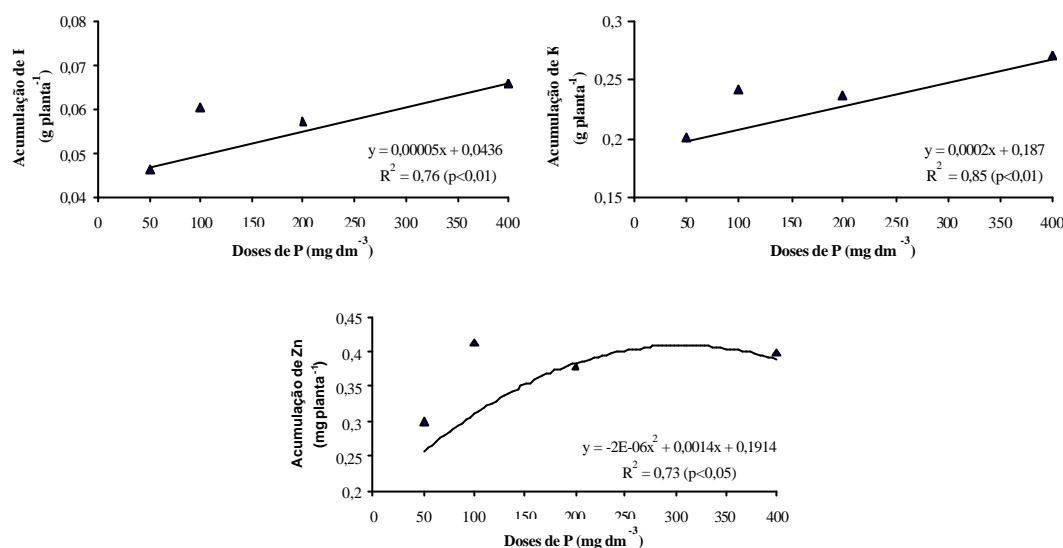 0,08
0,07
0,06
0,05
0,04
Acumulação de
(g planta⁻¹)
y = 0,00005x + 0,0436
R² = 0,76 (p<0,01)
0 50 100 150 200 250 300 350 400
Doses de P (mg dm⁻³)
0,3
0,25
0,2
0,15
Acumulação de K
(g planta⁻¹)
y = 0,0002x + 0,187
R² = 0,85 (p<0,01)
0 50 100 150 200 250 300 350 400
Doses de P (mg dm⁻³)
0,45
0,4
0,35
0,3
0,25
0,2
Acumulação de Zn
(mg planta⁻¹)
y = -2E-06x² + 0,0014x + 0,1914
R² = 0,73 (p<0,05)
0 50 100 150 200 250 300 350 400
Doses de P (mg dm⁻³)